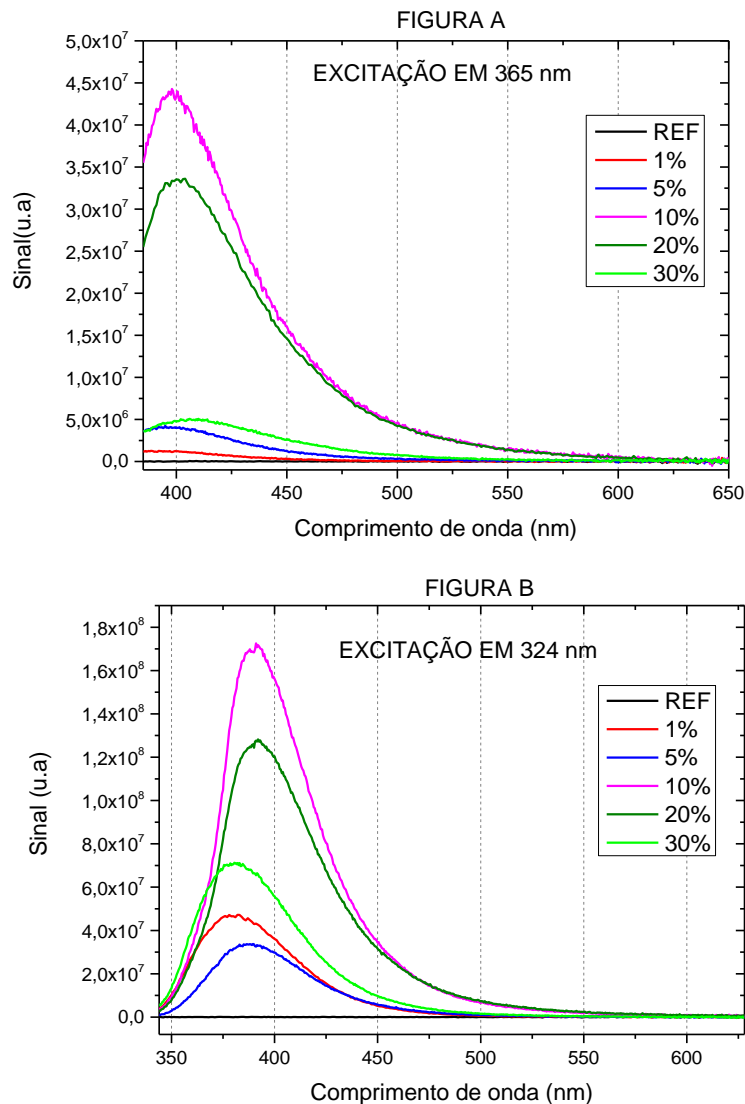 FIGURA A
5,0x10⁷
4,5x10⁷
4,0x10⁷
3,5x10⁷
3,0x10⁷
2,5x10⁷
2,0x10⁷
1,5x10⁷
1,0x10⁷
5,0x10⁶
0,0
Sinal(u.a)
EXCITAÇÃO EM 365 nm
REF
1%
5%
10%
20%
30%
400 450 500 550 600 650
Comprimento de onda (nm)
FIGURA B
1,8x10⁸
1,6x10⁸
1,4x10⁸
1,2x10⁸
1,0x10⁸
8,0x10⁷
6,0x10⁷
4,0x10⁷
2,0x10⁷
0,0
Sinal (u.a)
EXCITAÇÃO EM 324 nm
REF
1%
5%
10%
20%
30%
350 400 450 500 550 600
Comprimento de onda (nm)